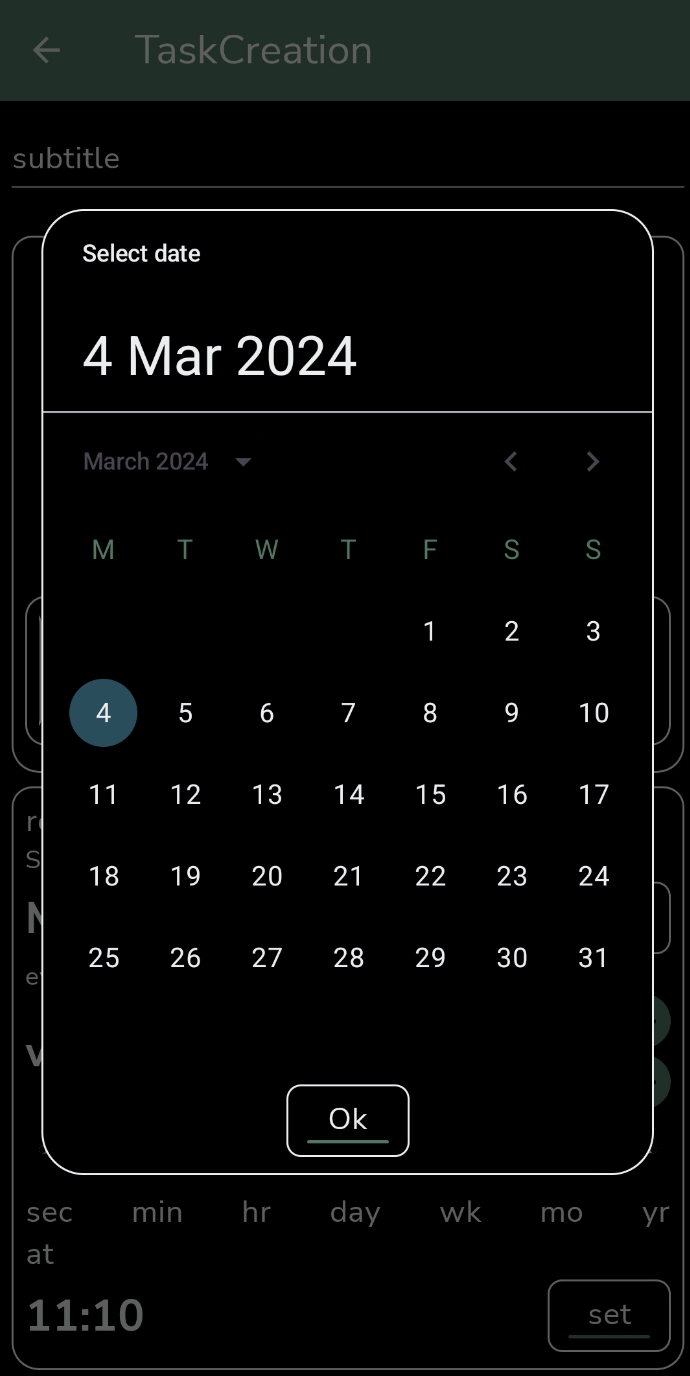 TaskCreation
subtitle
Select date
4 Mar 2024
March 2024
M T W T F S S
1 2 3
4 5 6 7 8 9 10
11 12 13 14 15 16 17
18 19 20 21 22 23 24
25 26 27 28 29 30 31
Ok
sec min hr day wk mo yr
at
11:10 set